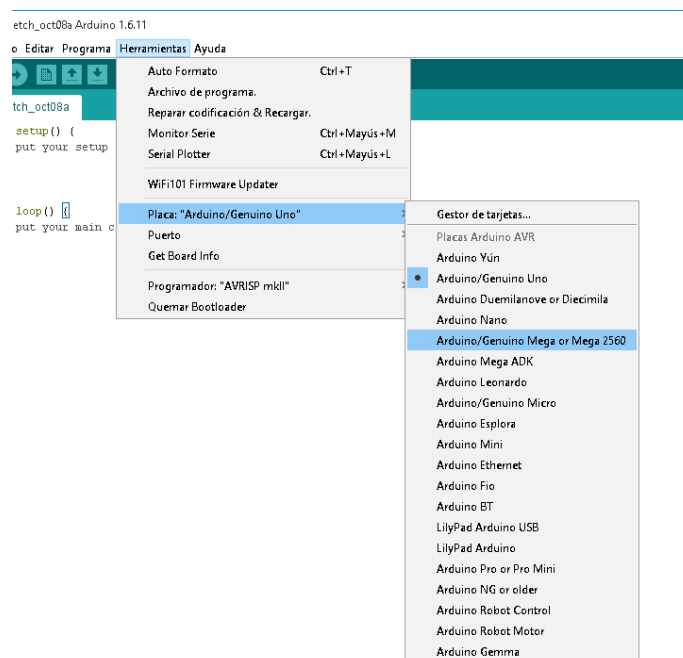 etch_oct08a Arduino 1.6.11
o Editar Programa Herramientas Ayuda
tch_oct08a
setup() {
put your setup
loop() {
put your main c
Auto Formato Ctrl+T
Archivo de programa.
Reparar codificación & Recargar.
Monitor Serie Ctrl+Mayús+M
Serial Plotter Ctrl+Mayús+L
WiFi101 Firmware Updater
Placa: "Arduino/Genuino Uno"
Puerto
Get Board Info
Programador: "AVRISP mkII"
Quemar Bootloader
Gestor de tarjetas...
Placas Arduino AVR
Arduino Yún
Arduino/Genuino Uno
Arduino Duemilanove or Diecimila
Arduino Nano
Arduino/Genuino Mega or Mega 2560
Arduino Mega ADK
Arduino Leonardo
Arduino/Genuino Micro
Arduino Esplora
Arduino Mini
Arduino Ethernet
Arduino Fio
Arduino BT
LilyPad Arduino USB
LilyPad Arduino
Arduino Pro or Pro Mini
Arduino NG or older
Arduino Robot Control
Arduino Robot Motor
Arduino Gemma